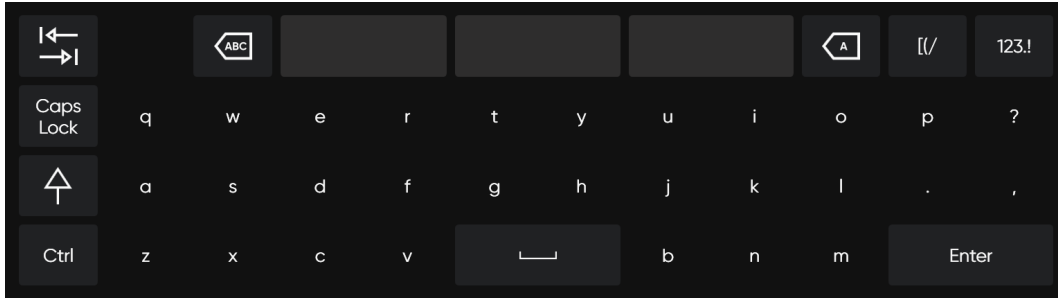 ABC A [(/ 123.!
Caps Lock q w e r t y u i o p ?
a s d f g h j k l . ,
Ctrl z x c v b n m Enter